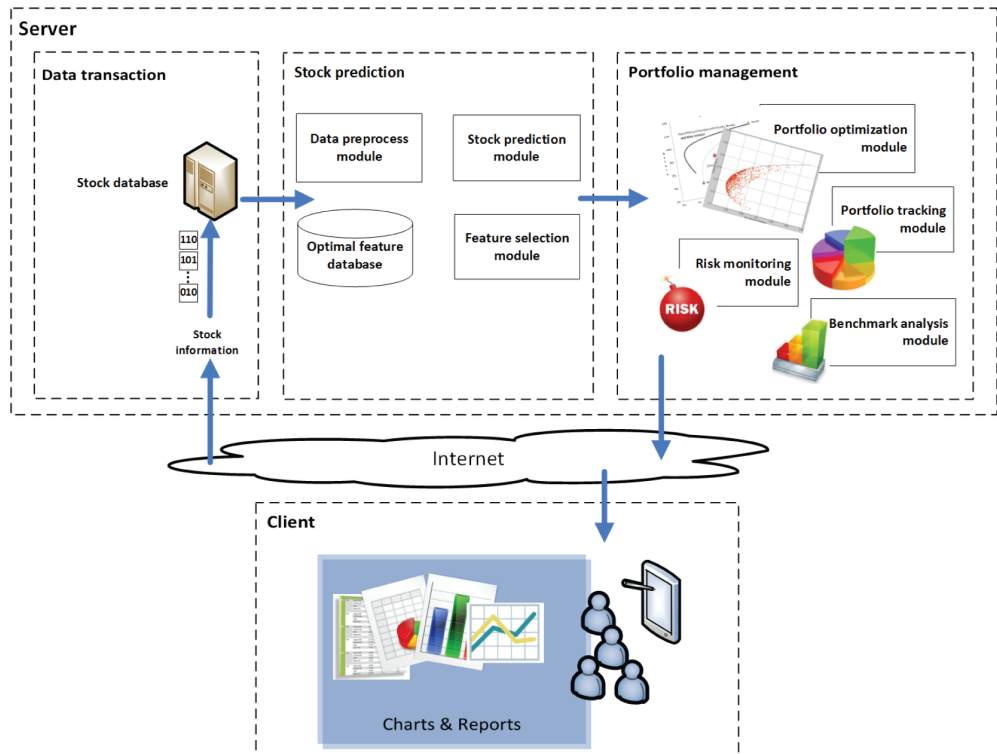 Server
Data transaction
Stock database
110
101
010
Stock
information
Stock prediction
Data preprocess
module
Stock prediction
module
Optimal feature
database
Feature selection
module
Portfolio management
Portfolio optimization
module
Portfolio tracking
module
Risk monitoring
module
RISK
Benchmark analysis
module
Internet
Client
Charts & Reports